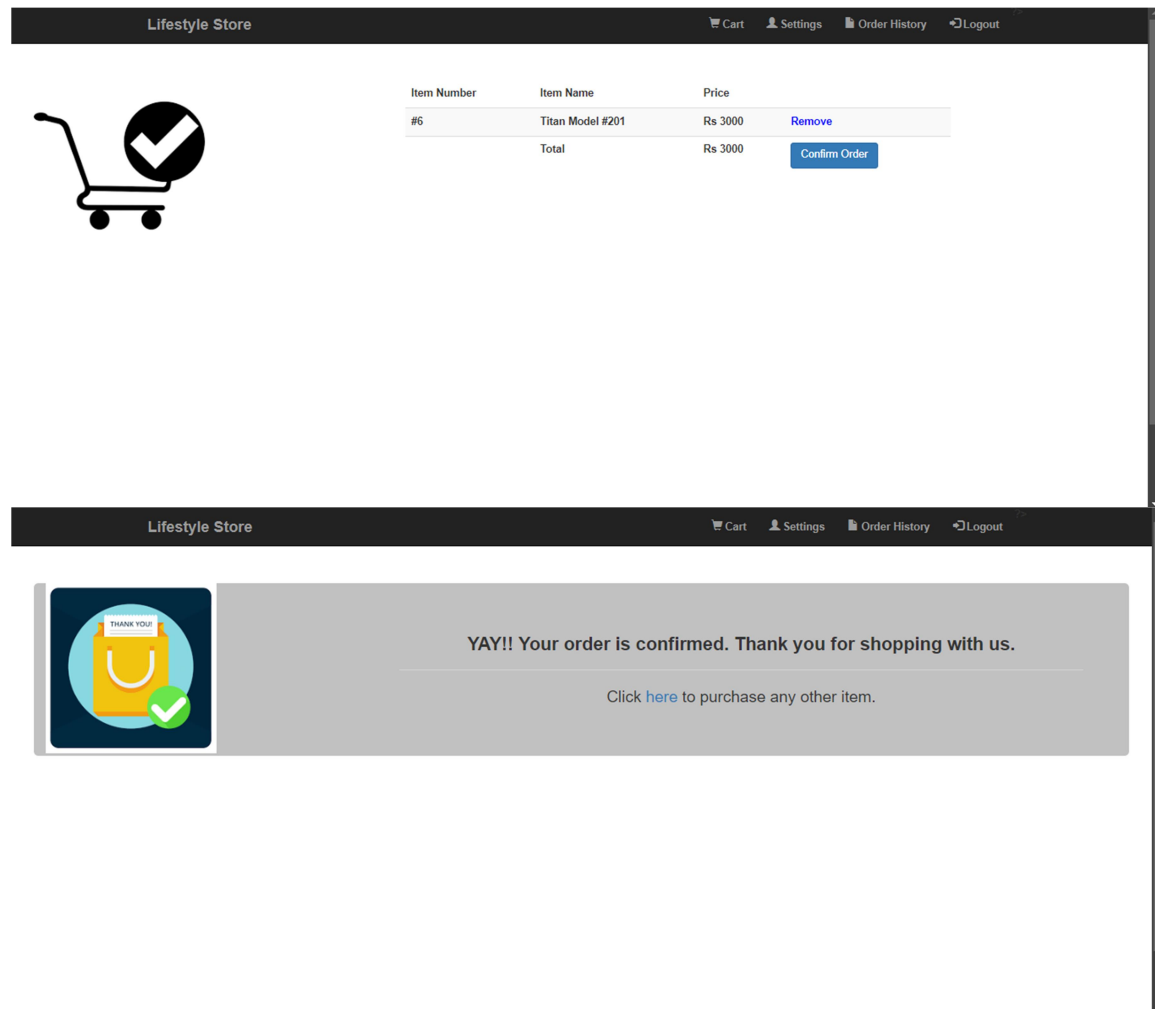 Lifestyle Store Cart Settings Order History Logout ?>
Item Number Item Name Price
#6 Titan Model #201 Rs 3000 Remove
Total Rs 3000 Confirm Order
Lifestyle Store Cart Settings Order History Logout ?>
THANK YOU!
YAY!! Your order is confirmed. Thank you for shopping with us.
Click here to purchase any other item.